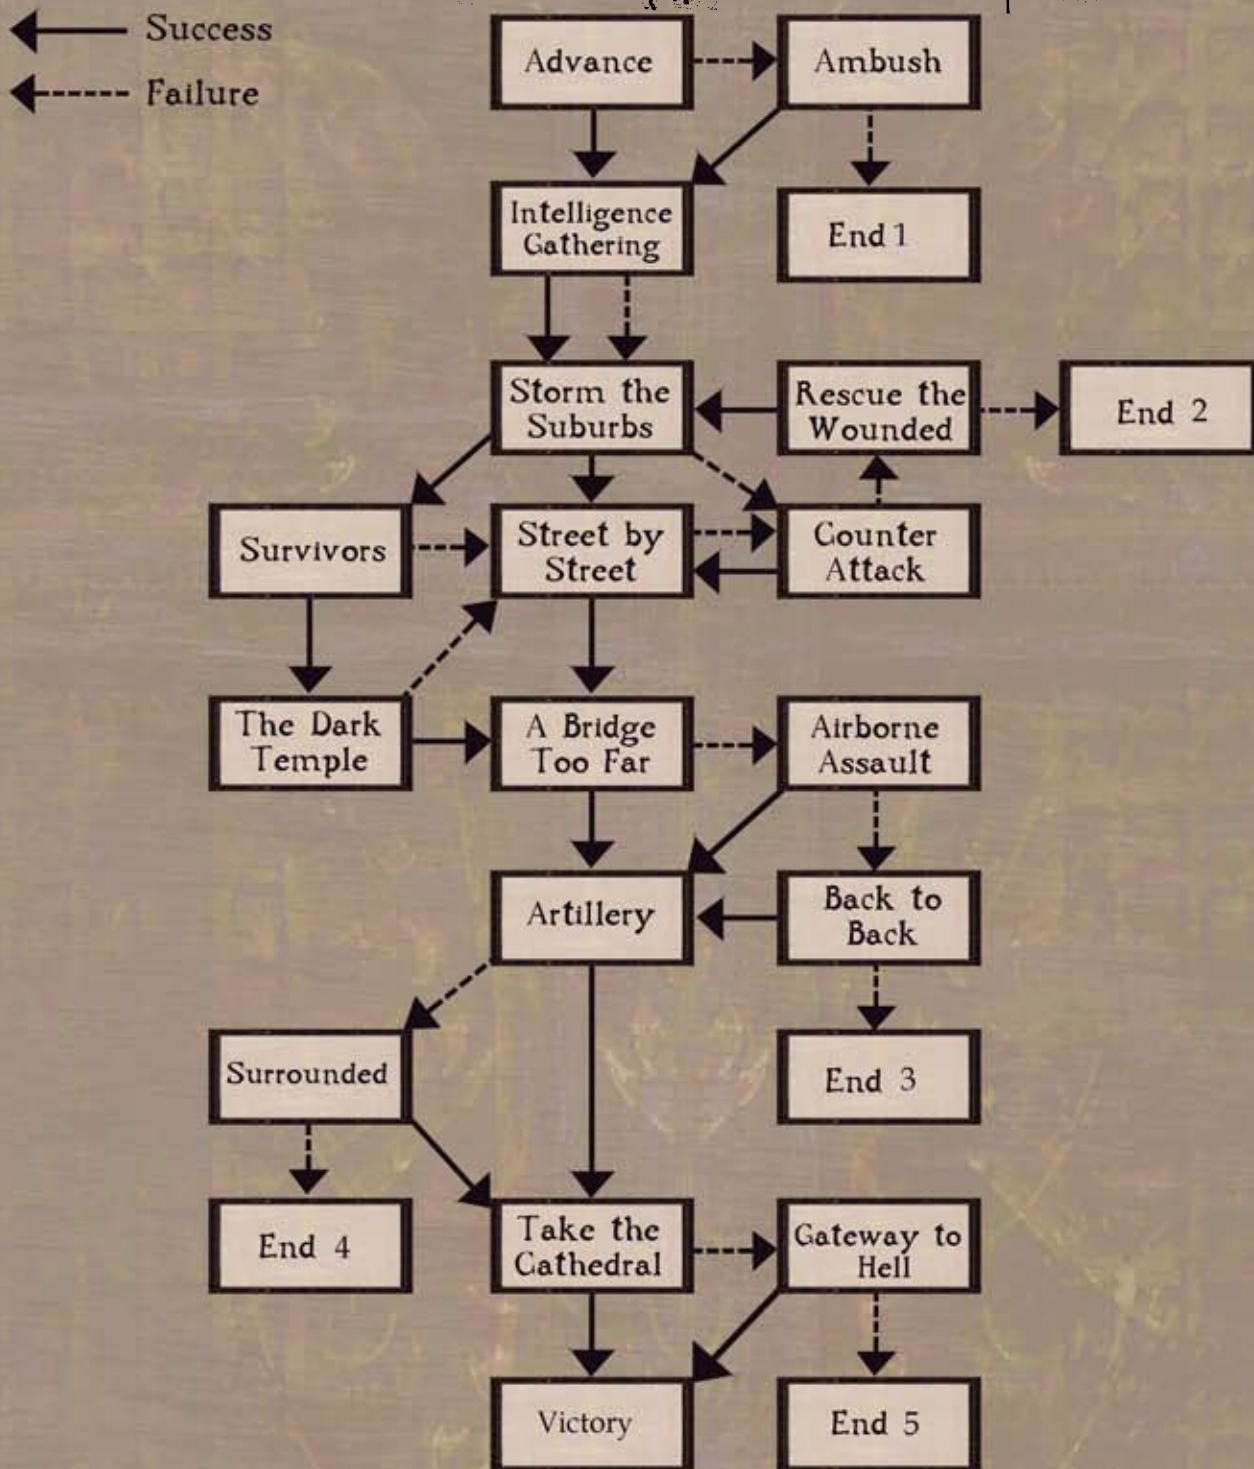 Success
Failure
Advance
Ambush
Intelligence
Gathering
End 1
Storm the
Suburbs
Rescue the
Wounded
End 2
Survivors
Street by
Street
Counter
Attack
The Dark
Temple
A Bridge
Too Far
Airborne
Assault
Artillery
Back to
Back
Surrounded
End 3
End 4
Take the
Cathedral
Gateway to
Hell
Victory
End 5